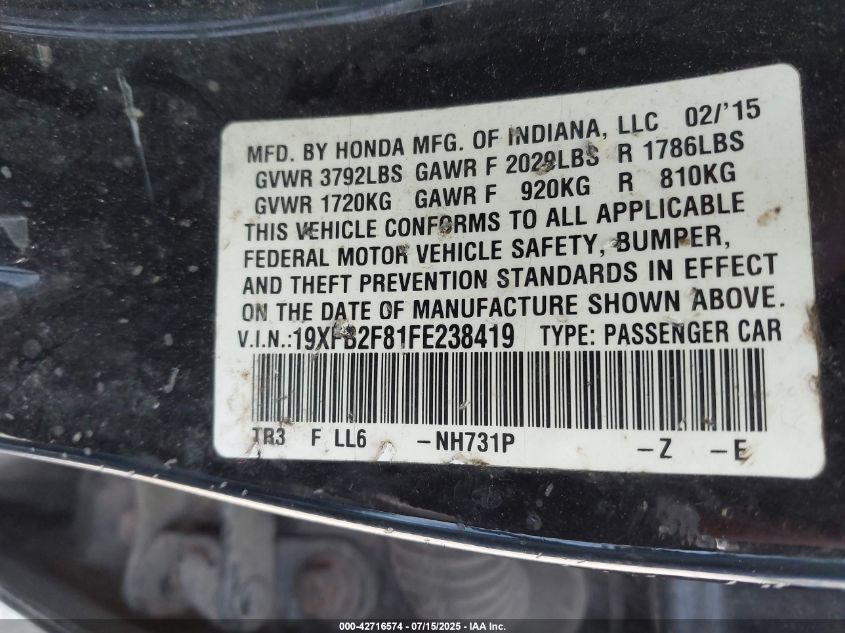 MFD. BY HONDA MFG. OF INDIANA, LLC 02/'15
GVWR 3792LBS GAWR F 2029LBS R 1786LBS
GVWR 1720KG GAWR F 920KG R 810KG
THIS VEHICLE CONFORMS TO ALL APPLICABLE
FEDERAL MOTOR VEHICLE SAFETY, BUMPER,
AND THEFT PREVENTION STANDARDS IN EFFECT
ON THE DATE OF MANUFACTURE SHOWN ABOVE.
V.I.N.:19XFB2F81FE238419 TYPE: PASSENGER CAR
TR3 F LL6 -NH731P -Z -E
000-42716574 / 07/15/2025 - IAA Inc.